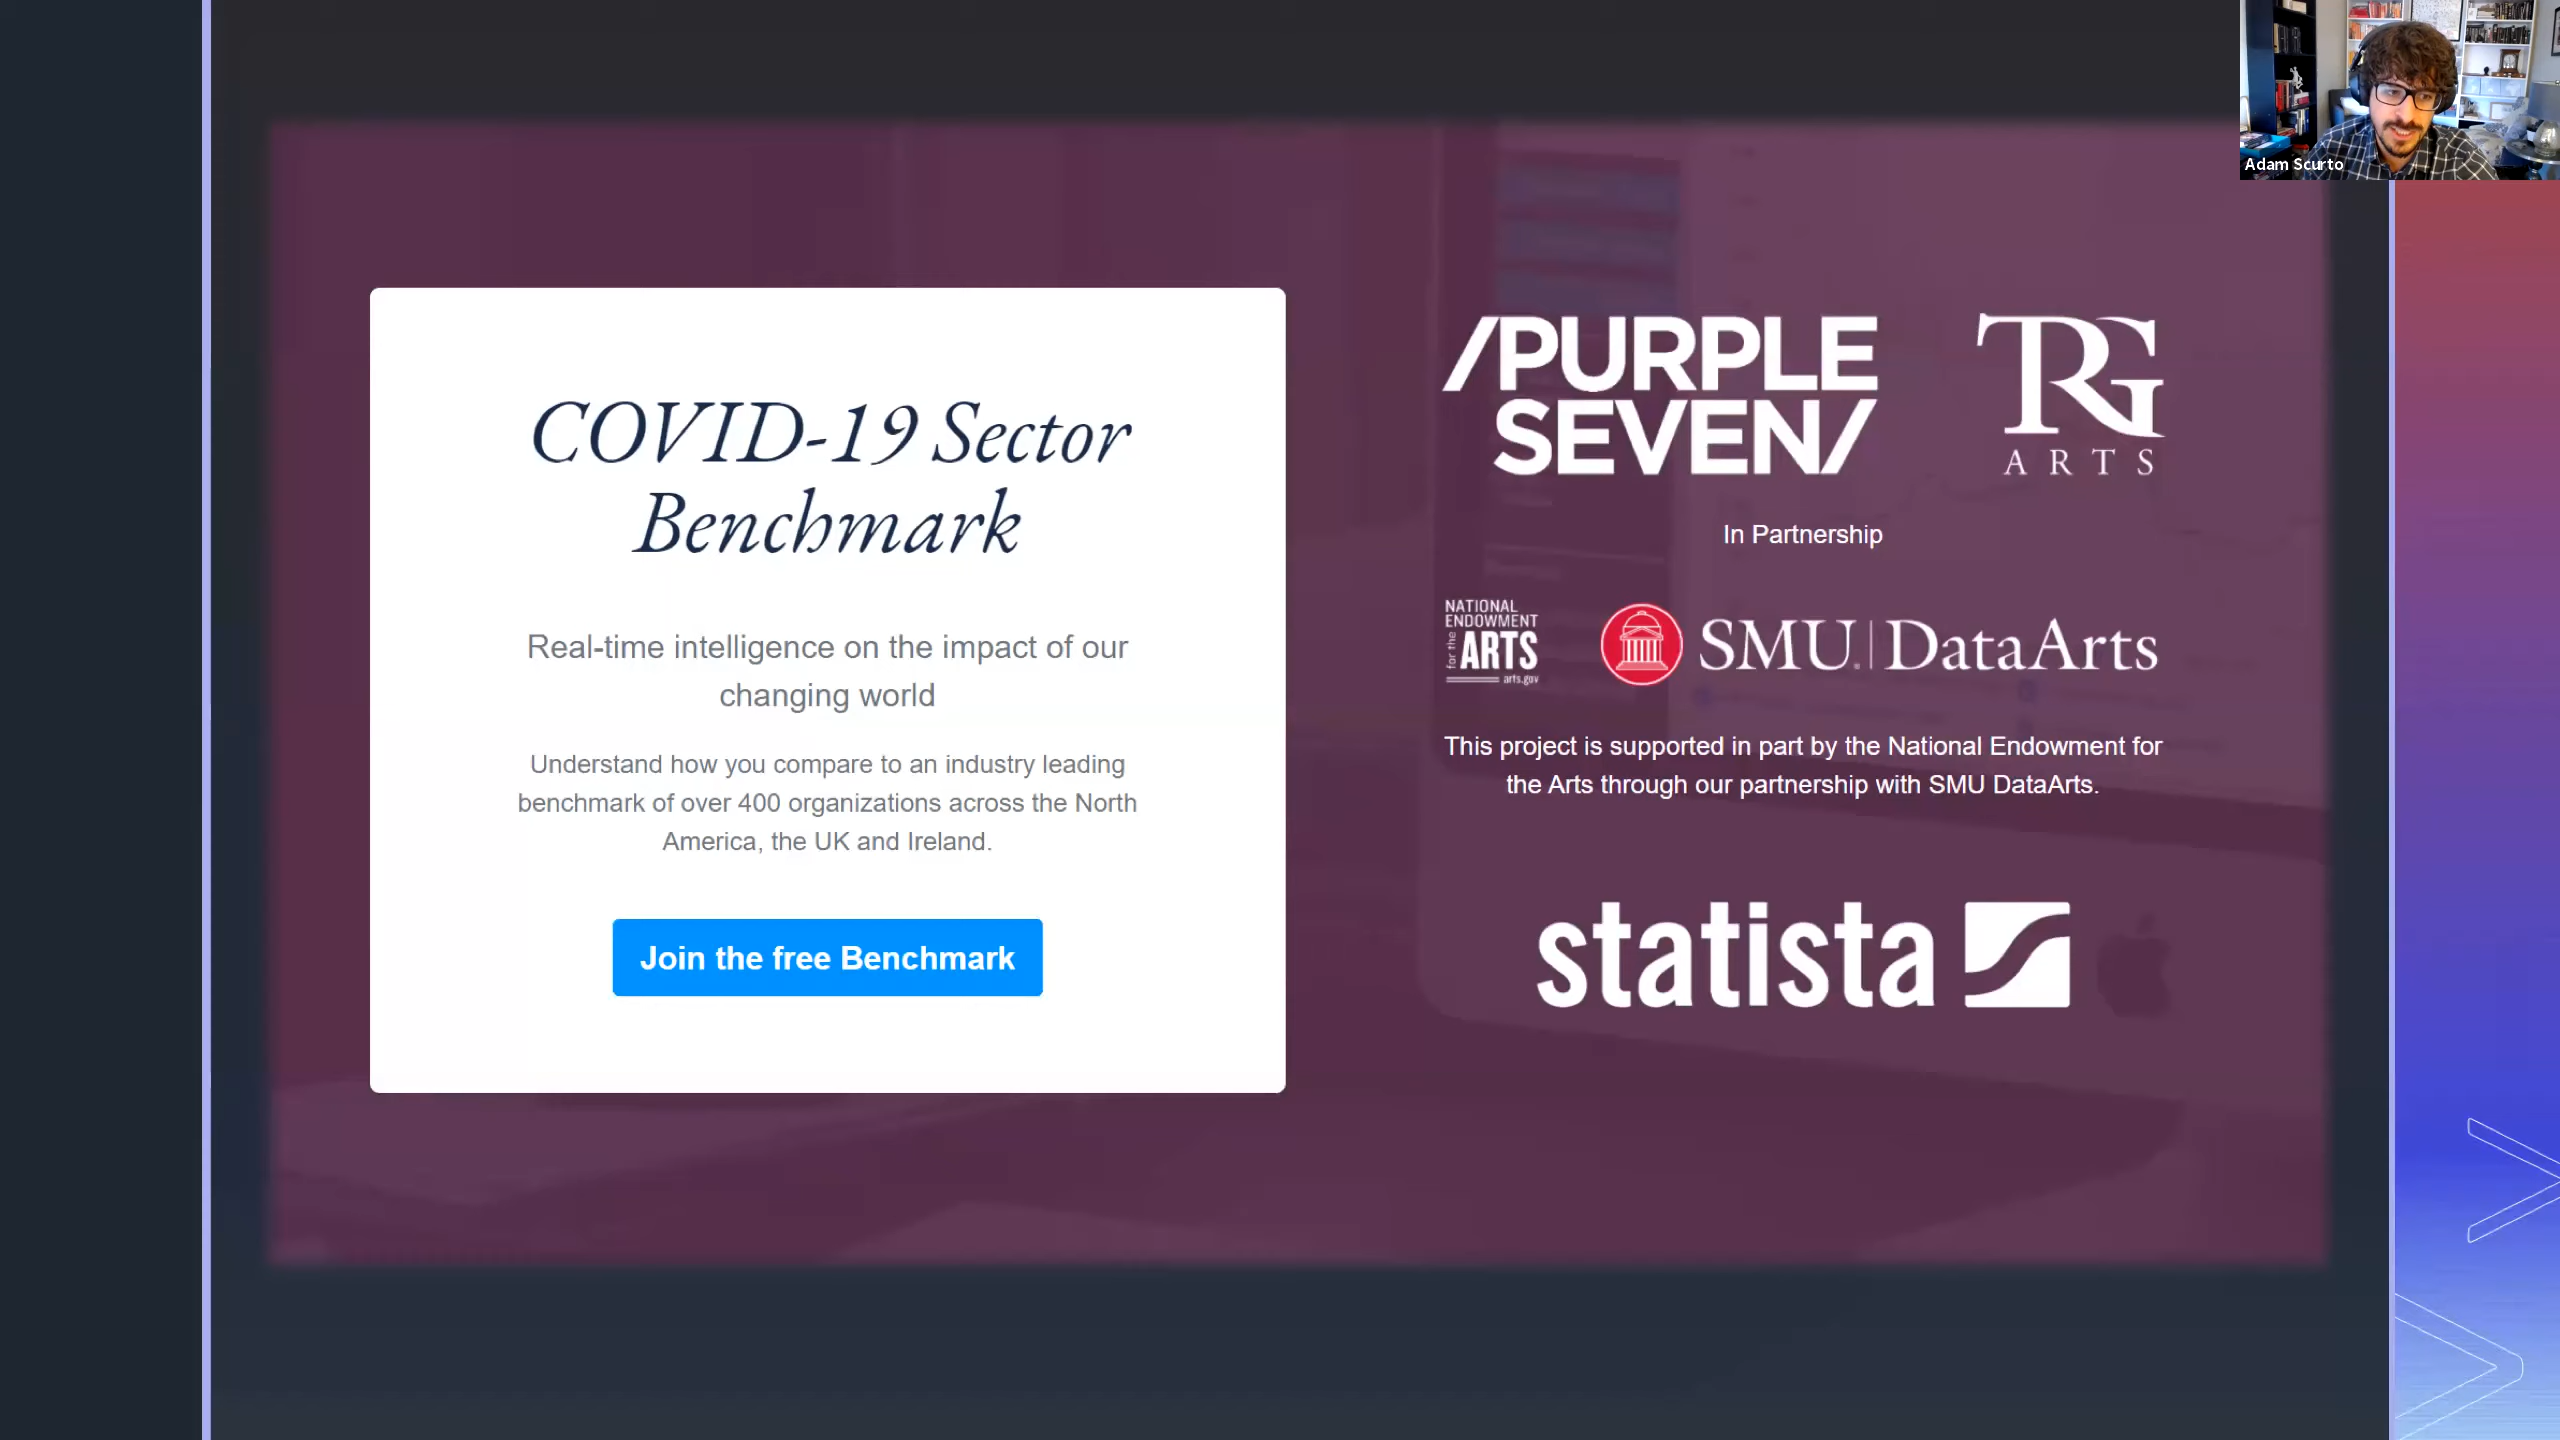 Adam Scurto
COVID-19 Sector
Benchmark
Real-time intelligence on the impact of our
changing world
Understand how you compare to an industry leading
benchmark of over 400 organizations across the North
America, the UK and Ireland.
Join the free Benchmark
/PURPLE
SEVEN/
TRG
ARTS
In Partnership
NATIONAL
ENDOWMENT
for the ARTS
arts.gov
SMU. | DataArts
This project is supported in part by the National Endowment for
the Arts through our partnership with SMU DataArts.
statista